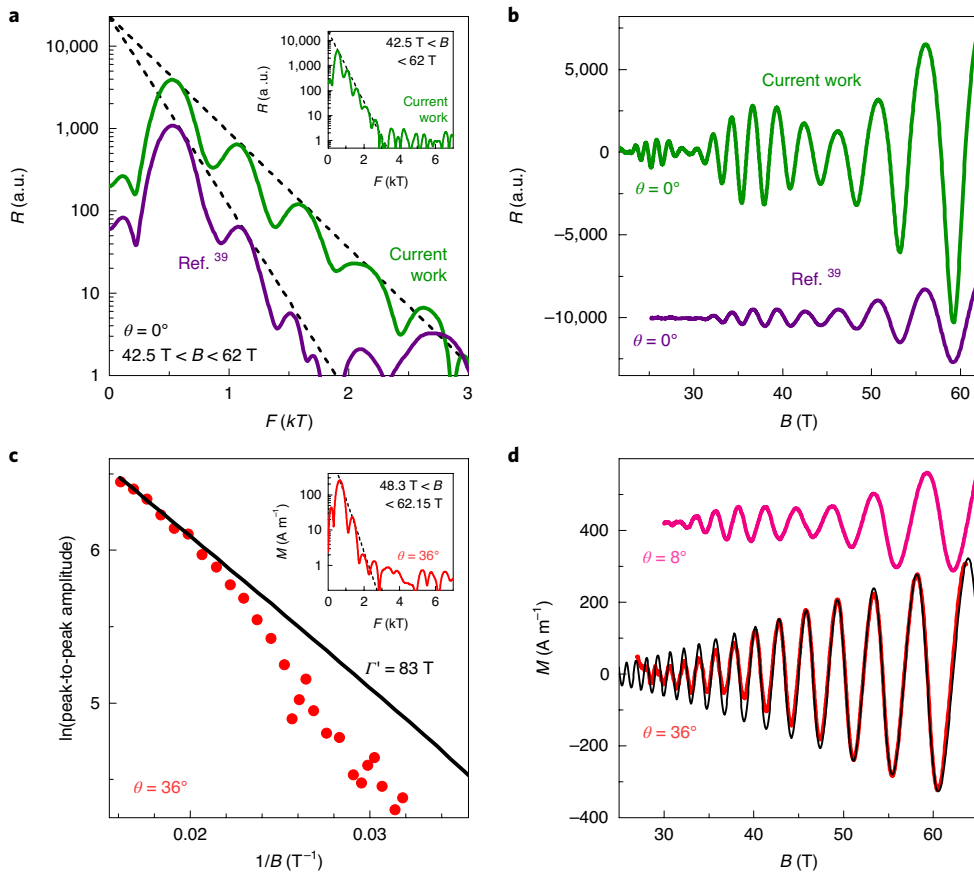 a
10,000
1,000
100
10
1
R (a.u.)
0
1
2
3
F (kT)
Ref. 39
Current
work
θ = 0°
42.5 T < B < 62 T
10,000
1,000
100
10
1
R (a.u.)
0
2
4
6
F (kT)
42.5 T < B
< 62 T
Current
work
b
5,000
0
−5,000
−10,000
R (a.u.)
30
40
50
60
B (T)
Current work
θ = 0°
Ref. 39
θ = 0°
c
6
5
ln(peak-to-peak amplitude)
0.02
0.03
1/B (T⁻¹)
Γ' = 83 T
θ = 36°
100
10
1
M (A m⁻¹)
0
2
4
6
F (kT)
48.3 T < B
< 62.15 T
θ = 36°
d
400
200
0
−200
−400
M (A m⁻¹)
30
40
50
60
B (T)
θ = 8°
θ = 36°